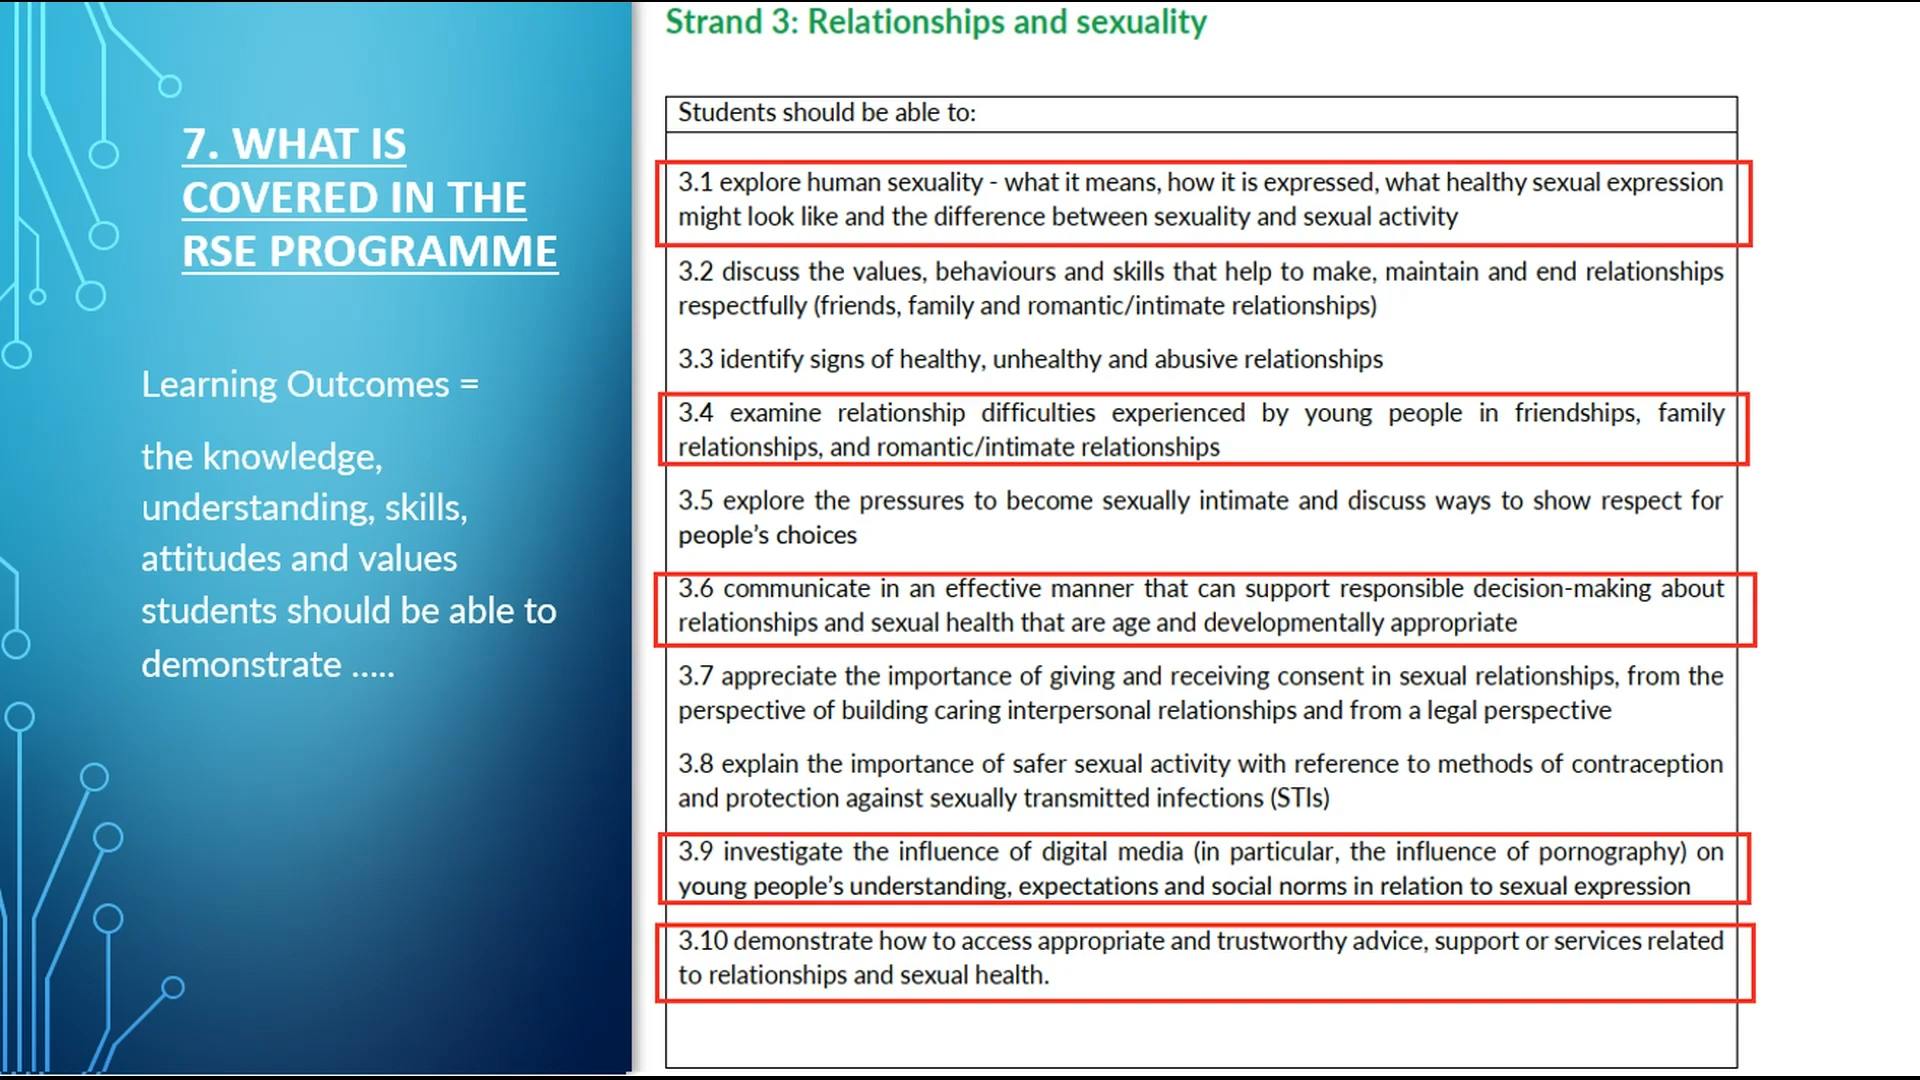 7. WHAT IS
COVERED IN THE
RSE PROGRAMME
Learning Outcomes =
the knowledge,
understanding, skills,
attitudes and values
students should be able to
demonstrate .....
Strand 3: Relationships and sexuality
Students should be able to:
3.1 explore human sexuality - what it means, how it is expressed, what healthy sexual expression
might look like and the difference between sexuality and sexual activity
3.2 discuss the values, behaviours and skills that help to make, maintain and end relationships
respectfully (friends, family and romantic/intimate relationships)
3.3 identify signs of healthy, unhealthy and abusive relationships
3.4 examine relationship difficulties experienced by young people in friendships, family
relationships, and romantic/intimate relationships
3.5 explore the pressures to become sexually intimate and discuss ways to show respect for
people’s choices
3.6 communicate in an effective manner that can support responsible decision-making about
relationships and sexual health that are age and developmentally appropriate
3.7 appreciate the importance of giving and receiving consent in sexual relationships, from the
perspective of building caring interpersonal relationships and from a legal perspective
3.8 explain the importance of safer sexual activity with reference to methods of contraception
and protection against sexually transmitted infections (STIs)
3.9 investigate the influence of digital media (in particular, the influence of pornography) on
young people’s understanding, expectations and social norms in relation to sexual expression
3.10 demonstrate how to access appropriate and trustworthy advice, support or services related
to relationships and sexual health.